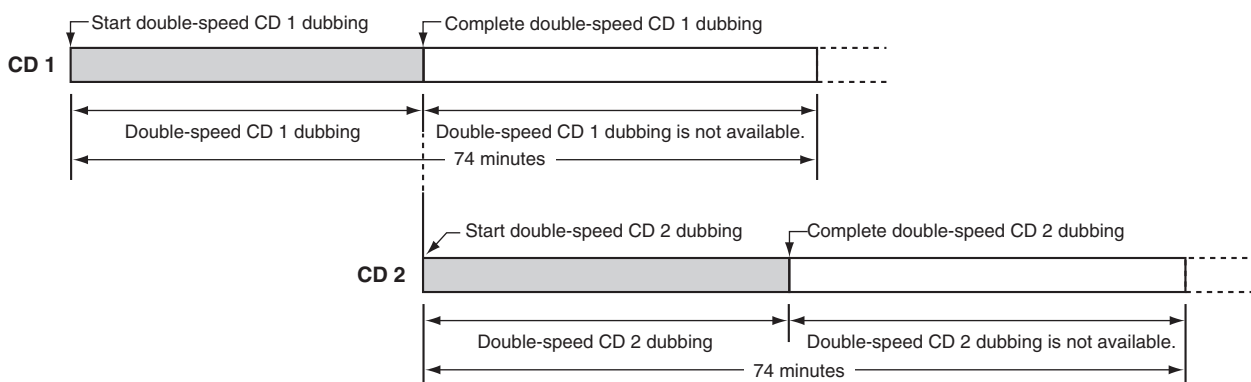 Start double-speed CD 1 dubbing
Complete double-speed CD 1 dubbing
CD 1
Double-speed CD 1 dubbing
Double-speed CD 1 dubbing is not available.
74 minutes
Start double-speed CD 2 dubbing
Complete double-speed CD 2 dubbing
CD 2
Double-speed CD 2 dubbing
Double-speed CD 2 dubbing is not available.
74 minutes